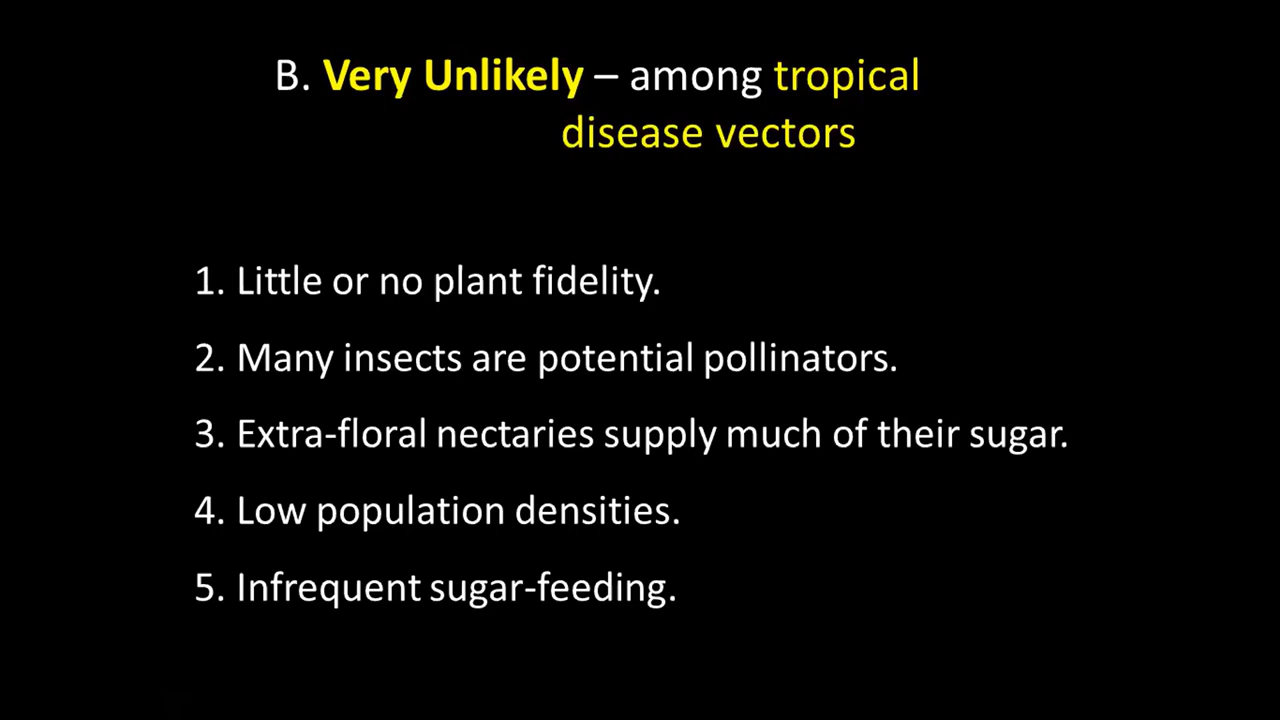 B. Very Unlikely – among tropical
disease vectors
1. Little or no plant fidelity.
2. Many insects are potential pollinators.
3. Extra-floral nectaries supply much of their sugar.
4. Low population densities.
5. Infrequent sugar-feeding.